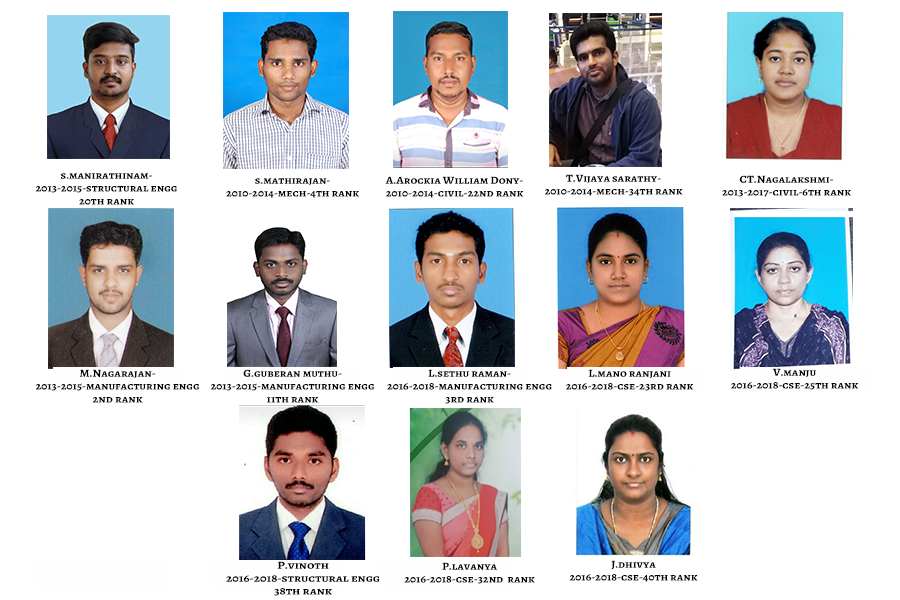 S.MANIRATHINAM-
2013-2015-STRUCTURAL ENGG
20TH RANK
S.MATHIRAJAN-
2010-2014-MECH-4TH RANK
A.AROCKIA WILLIAM DONY-
2010-2014-CIVIL-22ND RANK
T.VIJAYA SARATHY-
2010-2014-MECH-34TH RANK
CT.NAGALAKSHMI-
2013-2017-CIVIL-6TH RANK
M.NAGARAJAN-
2013-2015-MANUFACTURING ENGG
2ND RANK
G.GUBERAN MUTHU-
2013-2015-MANUFACTURING ENGG
11TH RANK
L.SETHU RAMAN-
2016-2018-MANUFACTURING ENGG
3RD RANK
L.MANO RANJANI
2016-2018-CSE-23RD RANK
V.MANJU
2016-2018-CSE-25TH RANK
P.VINOTH
2016-2018-STRUCTURAL ENGG
38TH RANK
P.LAVANYA
2016-2018-CSE-32ND RANK
J.DHIVYA
2016-2018-CSE-40TH RANK